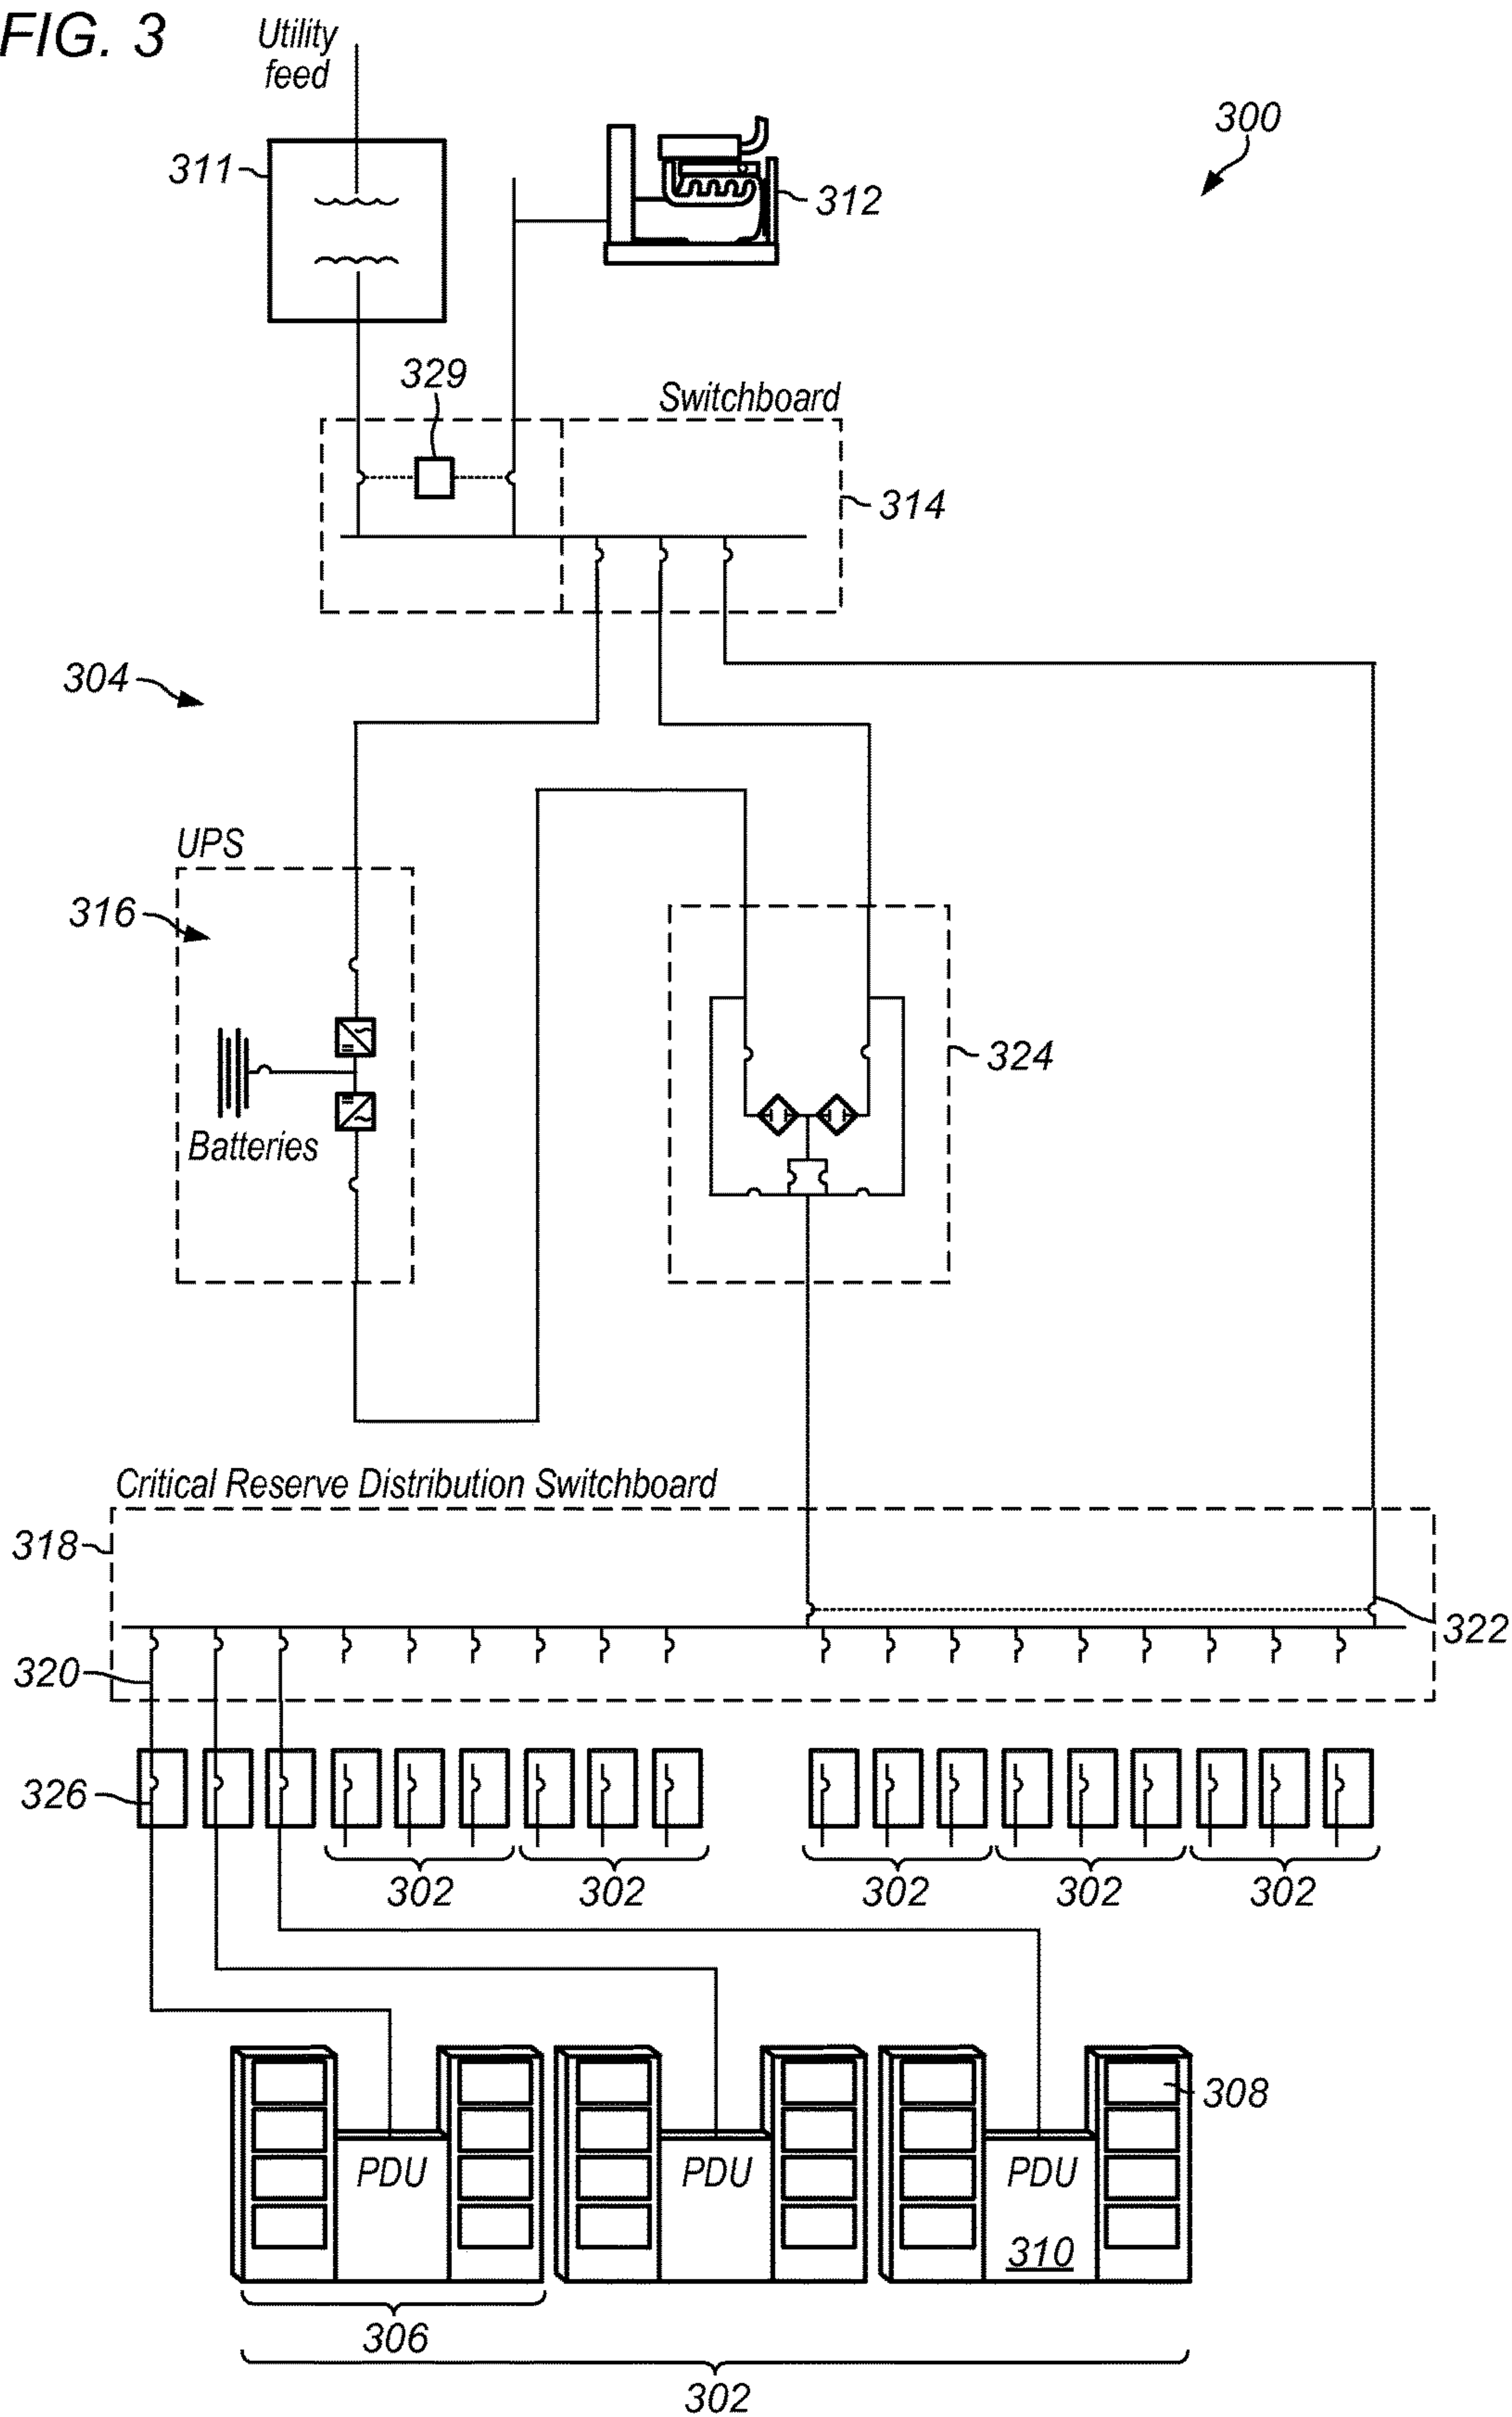 FIG. 3
Utility
feed
300
311
312
329
Switchboard
314
304
UPS
316
324
Batteries
Critical Reserve Distribution Switchboard
318
322
320
326
302
302
302
302
302
308
PDU
PDU
PDU
310
306
302